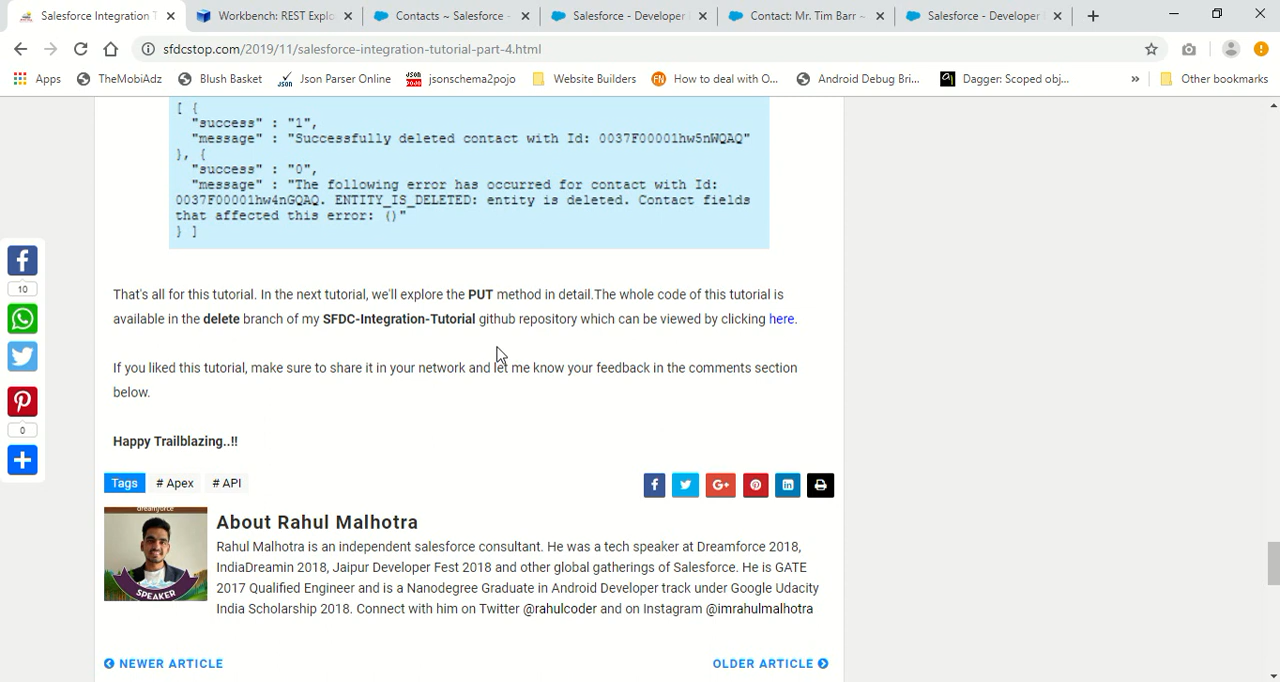 Salesforce Integration T
Workbench: REST Explo
Contacts ~ Salesforce -
Salesforce - Developer
Contact: Mr. Tim Barr ~
Salesforce - Developer
sfdcstop.com/2019/11/salesforce-integration-tutorial-part-4.html
Apps
TheMobiAdz
Blush Basket
JSON
Json Parser Online
jsonschema2pojo
Website Builders
FN
How to deal with O...
Android Debug Bri...
Dagger: Scoped obj...
»
Other bookmarks
[ {
"success" : "1",
"message" : "Successfully deleted contact with Id: 0037F00001hw5nWQAQ"
}, {
"success" : "0",
"message" : "The following error has occurred for contact with Id:
0037F00001hw4nGQAQ. ENTITY_IS_DELETED: entity is deleted. Contact fields
that affected this error: ()"
} ]
10
0
That's all for this tutorial. In the next tutorial, we'll explore the PUT method in detail.The whole code of this tutorial is
available in the delete branch of my SFDC-Integration-Tutorial github repository which can be viewed by clicking here.
If you liked this tutorial, make sure to share it in your network and let me know your feedback in the comments section
below.
Happy Trailblazing..!!
Tags # Apex # API
dreamforce
SPEAKER
About Rahul Malhotra
Rahul Malhotra is an independent salesforce consultant. He was a tech speaker at Dreamforce 2018,
IndiaDreamin 2018, Jaipur Developer Fest 2018 and other global gatherings of Salesforce. He is GATE
2017 Qualified Engineer and is a Nanodegree Graduate in Android Developer track under Google Udacity
India Scholarship 2018. Connect with him on Twitter @rahulcoder and on Instagram @imrahulmalhotra
NEWER ARTICLE
OLDER ARTICLE